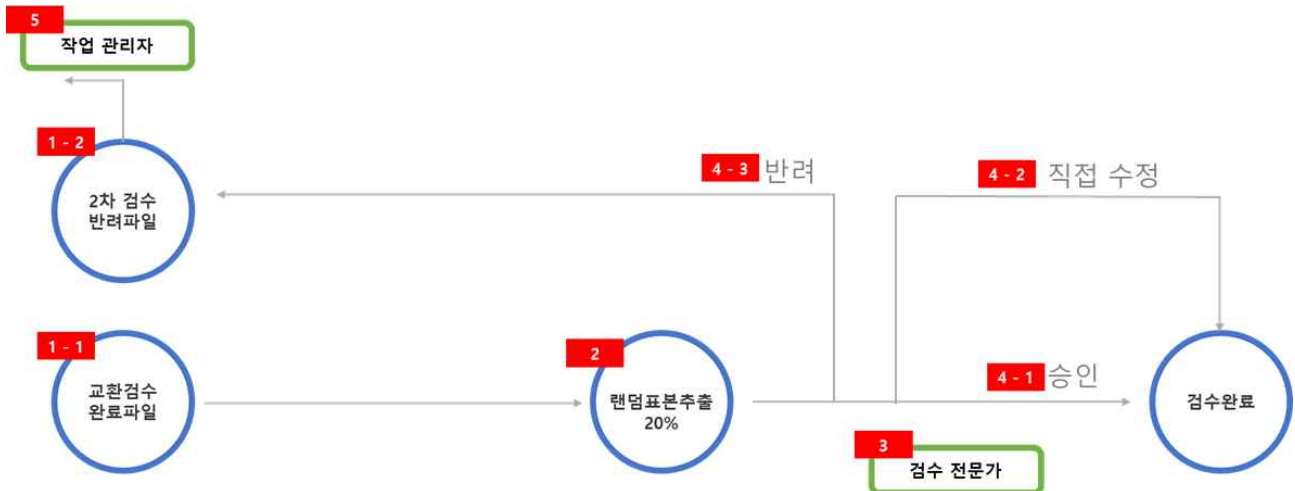 5
작업 관리자
1 - 2
2차 검수
반려파일
4 - 3 반려
4 - 2 직접 수정
1 - 1
교환검수
완료파일
2
랜덤표본추출
20%
4 - 1 승인
검수완료
3
검수 전문가